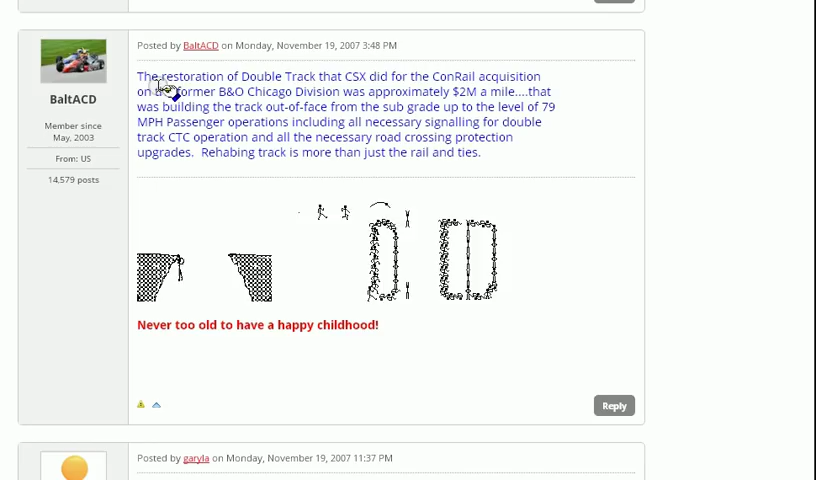 Posted by BaltACD on Monday, November 19, 2007 3:48 PM
BaltACD
Member since
May, 2003
From: US
14,579 posts
The restoration of Double Track that CSX did for the ConRail acquisition
on former B&O Chicago Division was approximately $2M a mile....that
was building the track out-of-face from the sub grade up to the level of 79
MPH Passenger operations including all necessary signalling for double
track CTC operation and all the necessary road crossing protection
upgrades.  Rehabing track is more than just the rail and ties.
Never too old to have a happy childhood!
Reply
Posted by garyla on Monday, November 19, 2007 11:37 PM